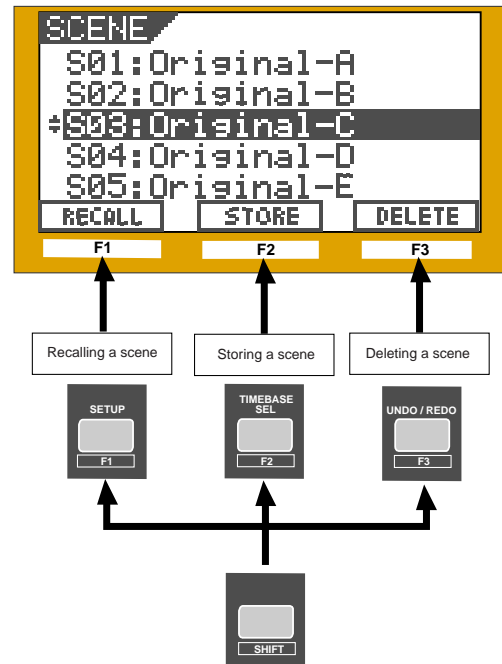 SCENE
S01:Original-A
S02:Original-B
S03:Original-C
S04:Original-D
S05:Original-E
RECALL STORE DELETE
F1 F2 F3
Recalling a scene Storing a scene Deleting a scene
SETUP
F1
TIMEBASE
SEL
F2
UNDO / REDO
F3
SHIFT